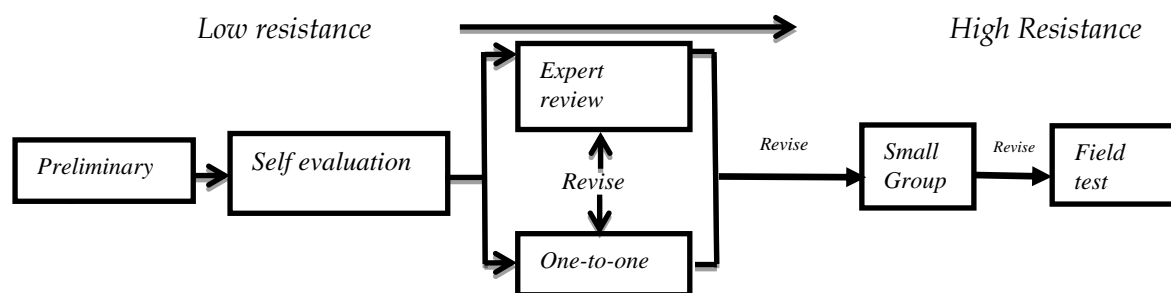 Low resistance
High Resistance
Expert
review
Preliminary
Self evaluation
Revise
One-to-one
Revise
Small
Group
Revise
Field
test